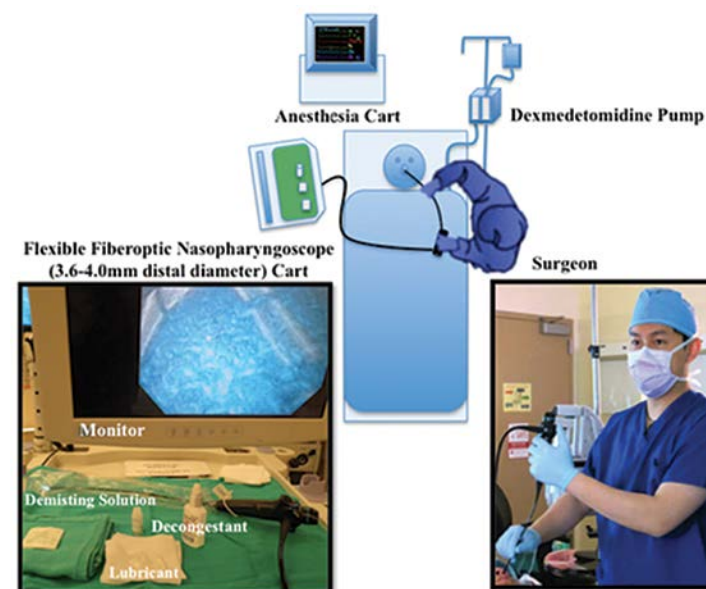 Anesthesia Cart
Dexmedetomidine Pump
Flexible Fiberoptic Nasopharyngoscope
(3.6-4.0mm distal diameter) Cart
Surgeon
Monitor
Demisting Solution
Decongestant
Lubricant